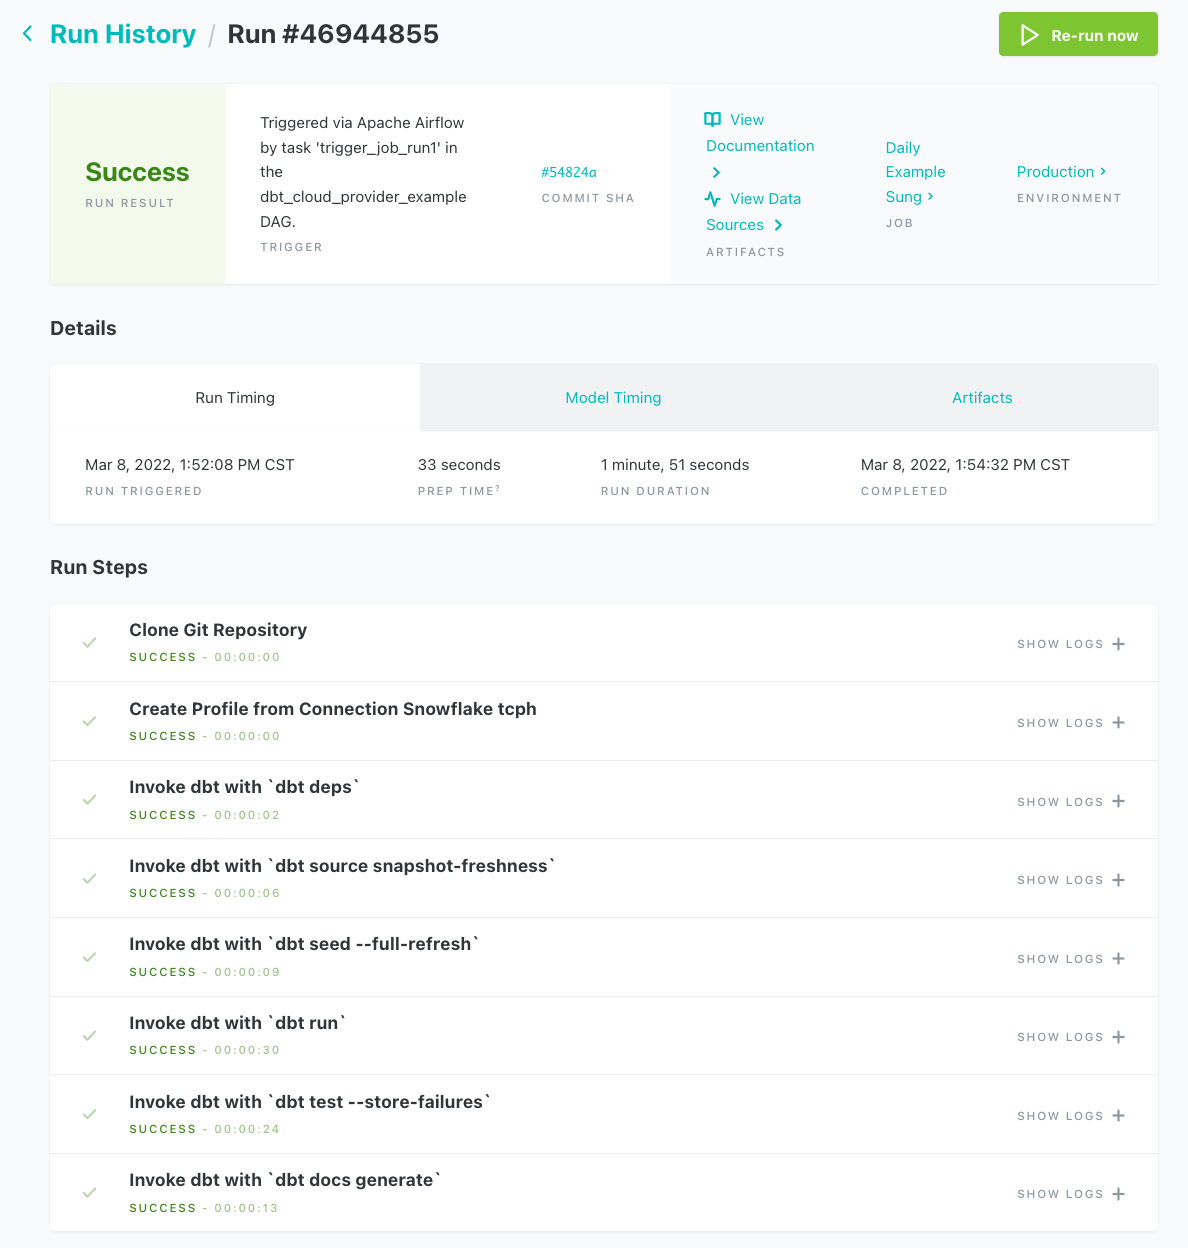 Run History / Run #46944855
Re-run now
Success
RUN RESULT
Triggered via Apache Airflow
by task 'trigger_job_run1' in
the
dbt_cloud_provider_example
DAG.
TRIGGER
#54824a
COMMIT SHA
View
Documentation
View Data
Sources
ARTIFACTS
Daily
Example
Sung
JOB
Production
ENVIRONMENT
Details
Run Timing
Model Timing
Artifacts
Mar 8, 2022, 1:52:08 PM CST
RUN TRIGGERED
33 seconds
PREP TIME?
1 minute, 51 seconds
RUN DURATION
Mar 8, 2022, 1:54:32 PM CST
COMPLETED
Run Steps
Clone Git Repository
SUCCESS - 00:00:00
SHOW LOGS
Create Profile from Connection Snowflake tcph
SUCCESS - 00:00:00
SHOW LOGS
Invoke dbt with `dbt deps`
SUCCESS - 00:00:02
SHOW LOGS
Invoke dbt with `dbt source snapshot-freshness`
SUCCESS - 00:00:06
SHOW LOGS
Invoke dbt with `dbt seed --full-refresh`
SUCCESS - 00:00:09
SHOW LOGS
Invoke dbt with `dbt run`
SUCCESS - 00:00:30
SHOW LOGS
Invoke dbt with `dbt test --store-failures`
SUCCESS - 00:00:24
SHOW LOGS
Invoke dbt with `dbt docs generate`
SUCCESS - 00:00:13
SHOW LOGS